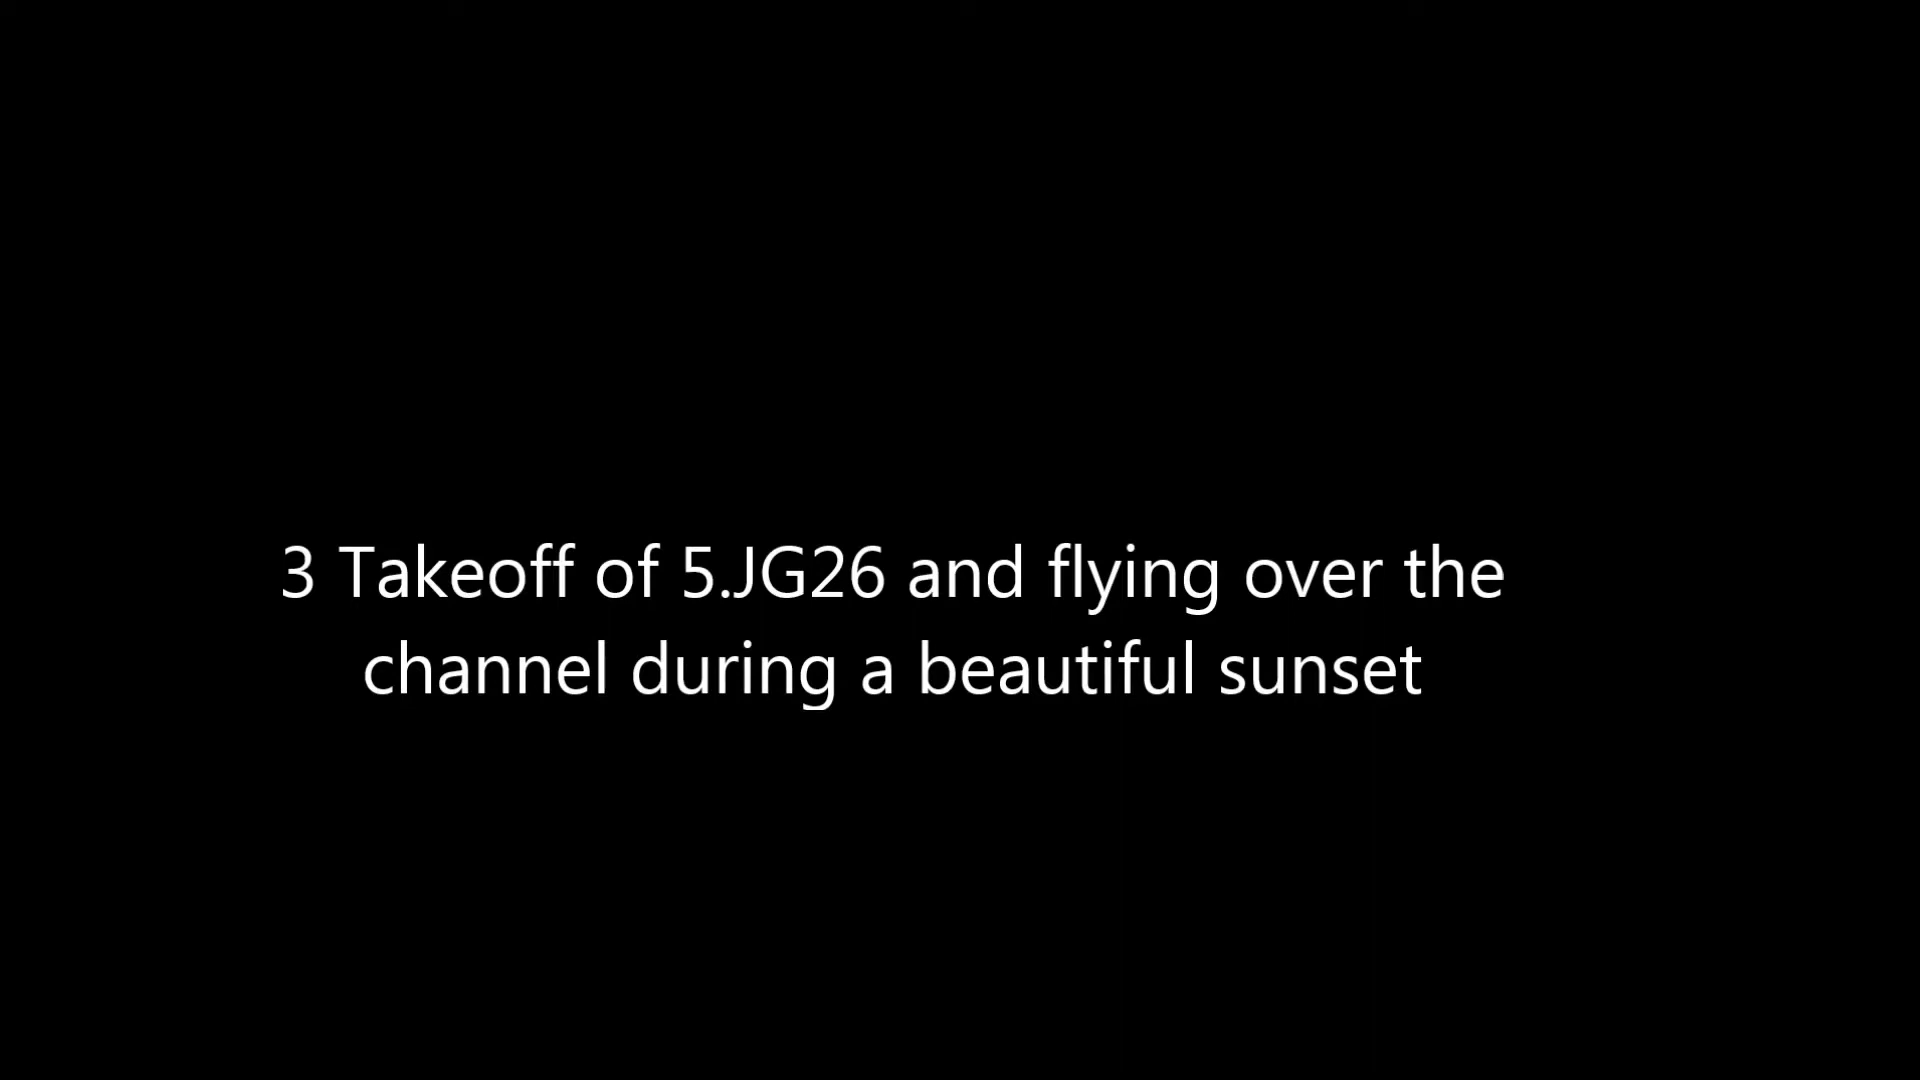 3 Takeoff of 5.JG26 and flying over the
channel during a beautiful sunset